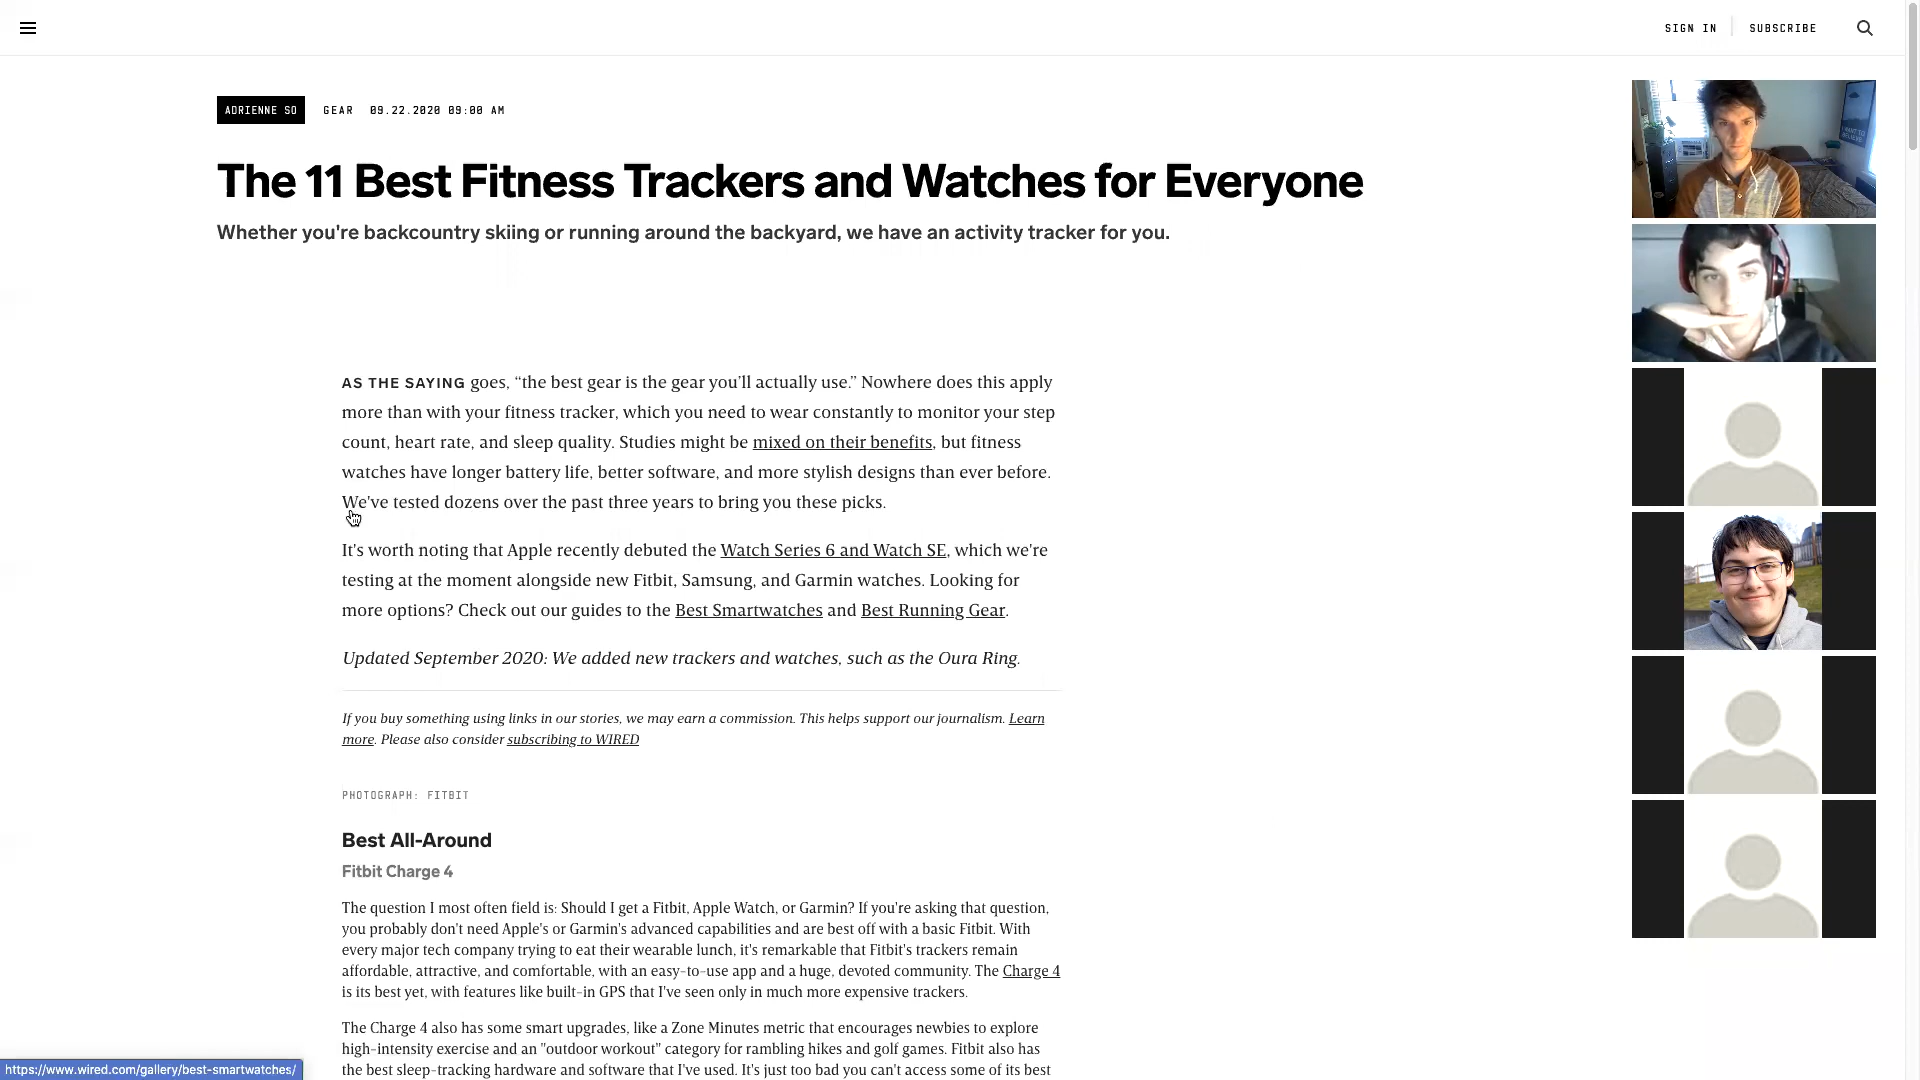 SIGN IN
SUBSCRIBE
ADRIENNE SO
GEAR
09.22.2020 09:00 AM
The 11 Best Fitness Trackers and Watches for Everyone
Whether you're backcountry skiing or running around the backyard, we have an activity tracker for you.
AS THE SAYING goes, “the best gear is the gear you’ll actually use.” Nowhere does this apply
more than with your fitness tracker, which you need to wear constantly to monitor your step
count, heart rate, and sleep quality. Studies might be mixed on their benefits, but fitness
watches have longer battery life, better software, and more stylish designs than ever before.
We've tested dozens over the past three years to bring you these picks.
It's worth noting that Apple recently debuted the Watch Series 6 and Watch SE, which we're
testing at the moment alongside new Fitbit, Samsung, and Garmin watches. Looking for
more options? Check out our guides to the Best Smartwatches and Best Running Gear.
Updated September 2020: We added new trackers and watches, such as the Oura Ring.
If you buy something using links in our stories, we may earn a commission. This helps support our journalism. Learn
more. Please also consider subscribing to WIRED
PHOTOGRAPH: FITBIT
Best All-Around
Fitbit Charge 4
The question I most often field is: Should I get a Fitbit, Apple Watch, or Garmin? If you're asking that question,
you probably don't need Apple's or Garmin's advanced capabilities and are best off with a basic Fitbit. With
every major tech company trying to eat their wearable lunch, it's remarkable that Fitbit's trackers remain
affordable, attractive, and comfortable, with an easy-to-use app and a huge, devoted community. The Charge 4
is its best yet, with features like built-in GPS that I've seen only in much more expensive trackers.
The Charge 4 also has some smart upgrades, like a Zone Minutes metric that encourages newbies to explore
high-intensity exercise and an "outdoor workout" category for rambling hikes and golf games. Fitbit also has
the best sleep-tracking hardware and software that I've used. It's just too bad you can't access some of its best
https://www.wired.com/gallery/best-smartwatches/
I WANT TO
BELIEVE